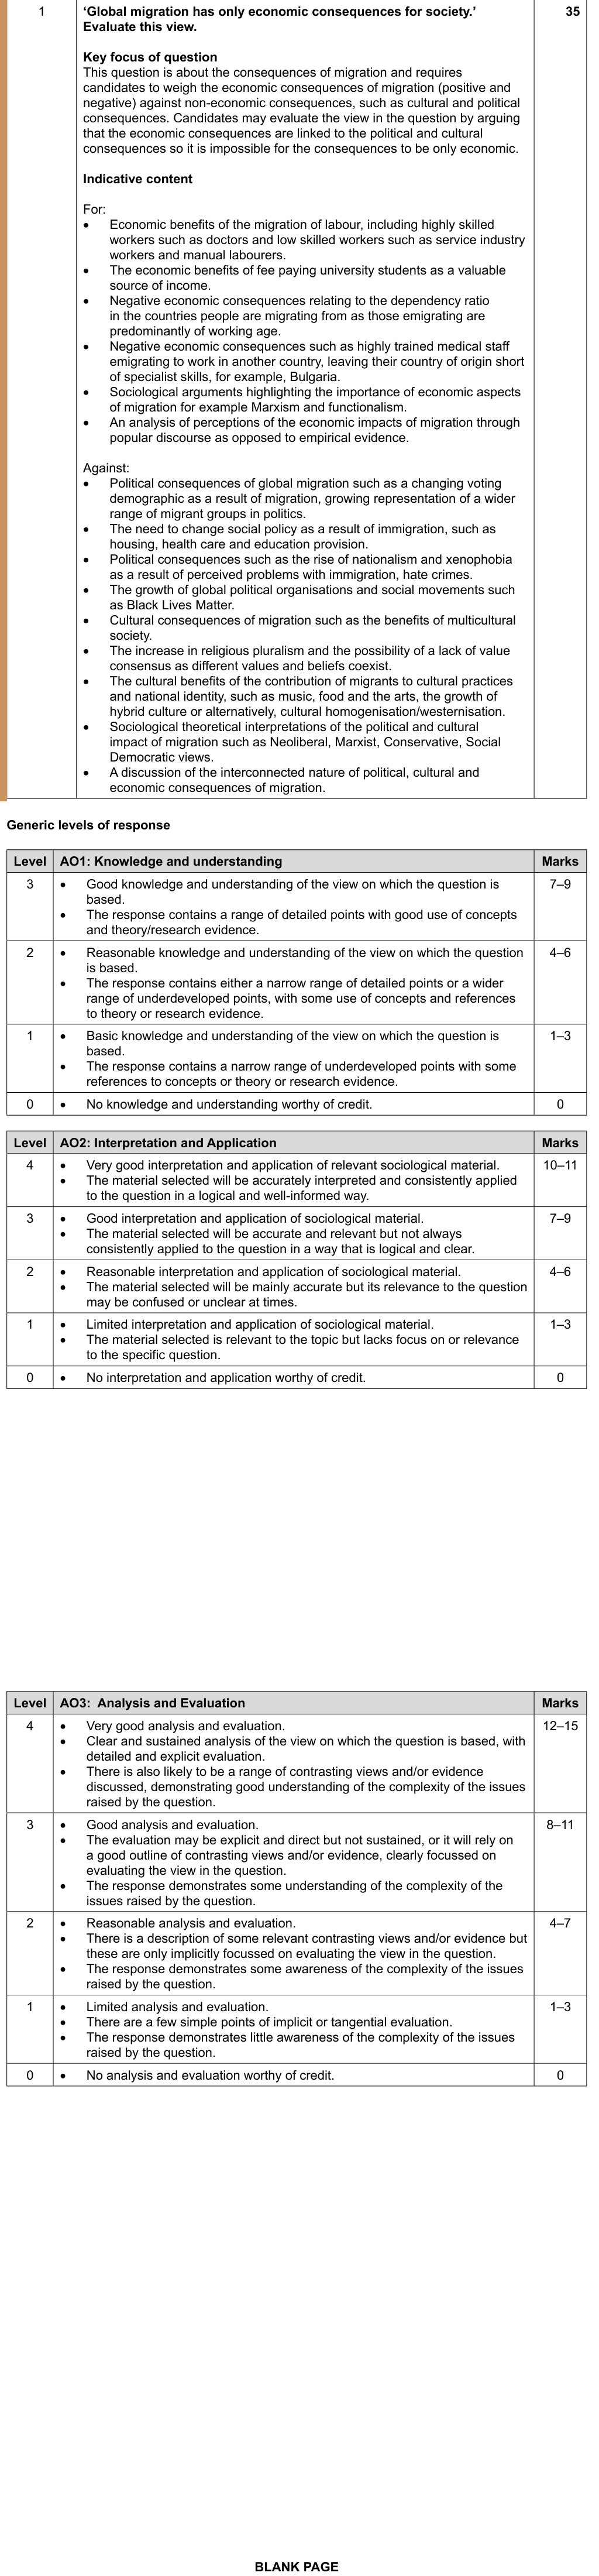 1 ‘Global migration has only economic consequences for society.’ 35
Evaluate this view.
Key focus of question
This question is about the consequences of migration and requires
candidates to weigh the economic consequences of migration (positive and
negative) against non-economic consequences, such as cultural and political
consequences. Candidates may evaluate the view in the question by arguing
that the economic consequences are linked to the political and cultural
consequences so it is impossible for the consequences to be only economic.
Indicative content
For:
• Economic benefits of the migration of labour, including highly skilled
workers such as doctors and low skilled workers such as service industry
workers and manual labourers.
• The economic benefits of fee paying university students as a valuable
source of income.
• Negative economic consequences relating to the dependency ratio
in the countries people are migrating from as those emigrating are
predominantly of working age.
• Negative economic consequences such as highly trained medical staff
emigrating to work in another country, leaving their country of origin short
of specialist skills, for example, Bulgaria.
• Sociological arguments highlighting the importance of economic aspects
of migration for example Marxism and functionalism.
• An analysis of perceptions of the economic impacts of migration through
popular discourse as opposed to empirical evidence.
Against:
• Political consequences of global migration such as a changing voting
demographic as a result of migration, growing representation of a wider
range of migrant groups in politics.
• The need to change social policy as a result of immigration, such as
housing, health care and education provision.
• Political consequences such as the rise of nationalism and xenophobia
as a result of perceived problems with immigration, hate crimes.
• The growth of global political organisations and social movements such
as Black Lives Matter.
• Cultural consequences of migration such as the benefits of multicultural
society.
• The increase in religious pluralism and the possibility of a lack of value
consensus as different values and beliefs coexist.
• The cultural benefits of the contribution of migrants to cultural practices
and national identity, such as music, food and the arts, the growth of
hybrid culture or alternatively, cultural homogenisation/westernisation.
• Sociological theoretical interpretations of the political and cultural
impact of migration such as Neoliberal, Marxist, Conservative, Social
Democratic views.
• A discussion of the interconnected nature of political, cultural and
economic consequences of migration.
Generic levels of response
Level AO1: Knowledge and understanding Marks
3 • Good knowledge and understanding of the view on which the question is 7–9
based.
• The response contains a range of detailed points with good use of concepts
and theory/research evidence.
2 • Reasonable knowledge and understanding of the view on which the question 4–6
is based.
• The response contains either a narrow range of detailed points or a wider
range of underdeveloped points, with some use of concepts and references
to theory or research evidence.
1 • Basic knowledge and understanding of the view on which the question is 1–3
based.
• The response contains a narrow range of underdeveloped points with some
references to concepts or theory or research evidence.
0 • No knowledge and understanding worthy of credit. 0
Level AO2: Interpretation and Application Marks
4 • Very good interpretation and application of relevant sociological material. 10–11
• The material selected will be accurately interpreted and consistently applied
to the question in a logical and well-informed way.
3 • Good interpretation and application of sociological material. 7–9
• The material selected will be accurate and relevant but not always
consistently applied to the question in a way that is logical and clear.
2 • Reasonable interpretation and application of sociological material. 4–6
• The material selected will be mainly accurate but its relevance to the question
may be confused or unclear at times.
1 • Limited interpretation and application of sociological material. 1–3
• The material selected is relevant to the topic but lacks focus on or relevance
to the specific question.
0 • No interpretation and application worthy of credit. 0
Level AO3: Analysis and Evaluation Marks
4 • Very good analysis and evaluation. 12–15
• Clear and sustained analysis of the view on which the question is based, with
detailed and explicit evaluation.
• There is also likely to be a range of contrasting views and/or evidence
discussed, demonstrating good understanding of the complexity of the issues
raised by the question.
3 • Good analysis and evaluation. 8–11
• The evaluation may be explicit and direct but not sustained, or it will rely on
a good outline of contrasting views and/or evidence, clearly focussed on
evaluating the view in the question.
• The response demonstrates some understanding of the complexity of the
issues raised by the question.
2 • Reasonable analysis and evaluation. 4–7
• There is a description of some relevant contrasting views and/or evidence but
these are only implicitly focussed on evaluating the view in the question.
• The response demonstrates some awareness of the complexity of the issues
raised by the question.
1 • Limited analysis and evaluation. 1–3
• There are a few simple points of implicit or tangential evaluation.
• The response demonstrates little awareness of the complexity of the issues
raised by the question.
0 • No analysis and evaluation worthy of credit. 0
BLANK PAGE